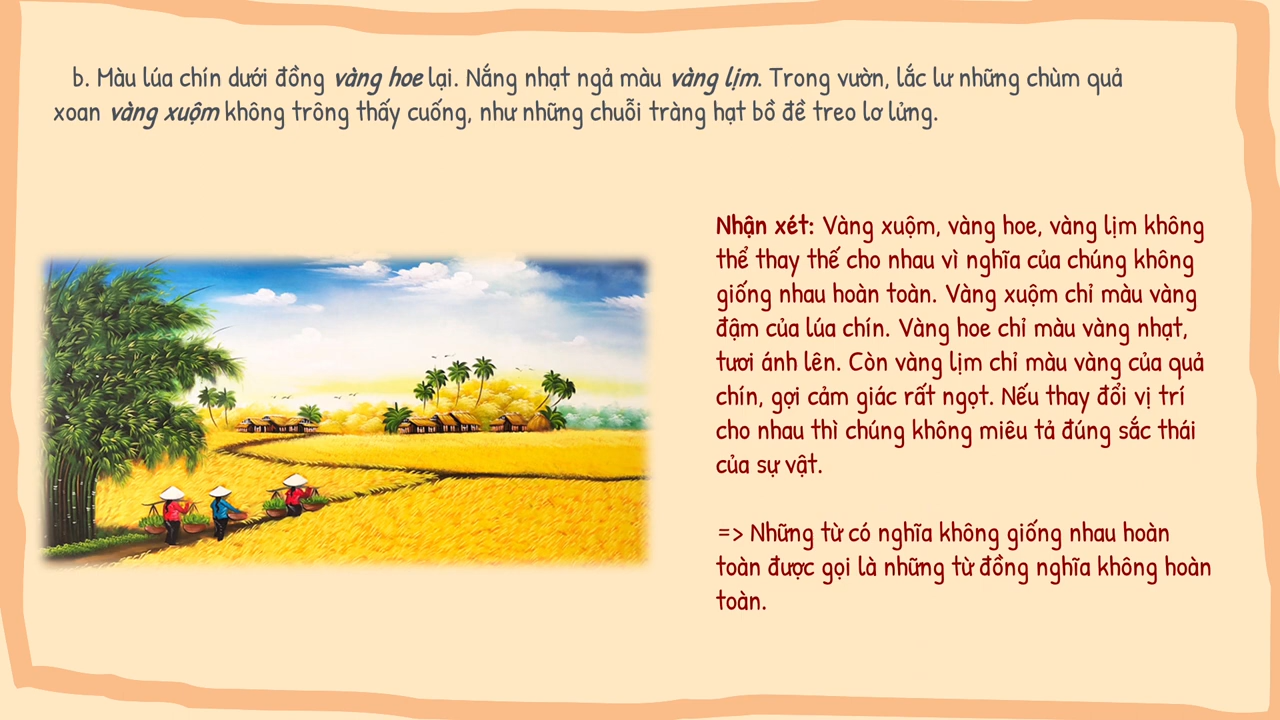 b. Màu lúa chín dưới đồng vàng hoe lại. Nắng nhạt ngả màu vàng lịm. Trong vườn, lắc lư những chùm quả
xoan vàng xuộm không trông thấy cuống, như những chuỗi tràng hạt bồ đề treo lơ lửng.
Nhận xét: Vàng xuộm, vàng hoe, vàng lịm không
thể thay thế cho nhau vì nghĩa của chúng không
giống nhau hoàn toàn. Vàng xuộm chỉ màu vàng
đậm của lúa chín. Vàng hoe chỉ màu vàng nhạt,
tươi ánh lên. Còn vàng lịm chỉ màu vàng của quả
chín, gợi cảm giác rất ngọt. Nếu thay đổi vị trí
cho nhau thì chúng không miêu tả đúng sắc thái
của sự vật.
=> Những từ có nghĩa không giống nhau hoàn
toàn được gọi là những từ đồng nghĩa không hoàn
toàn.